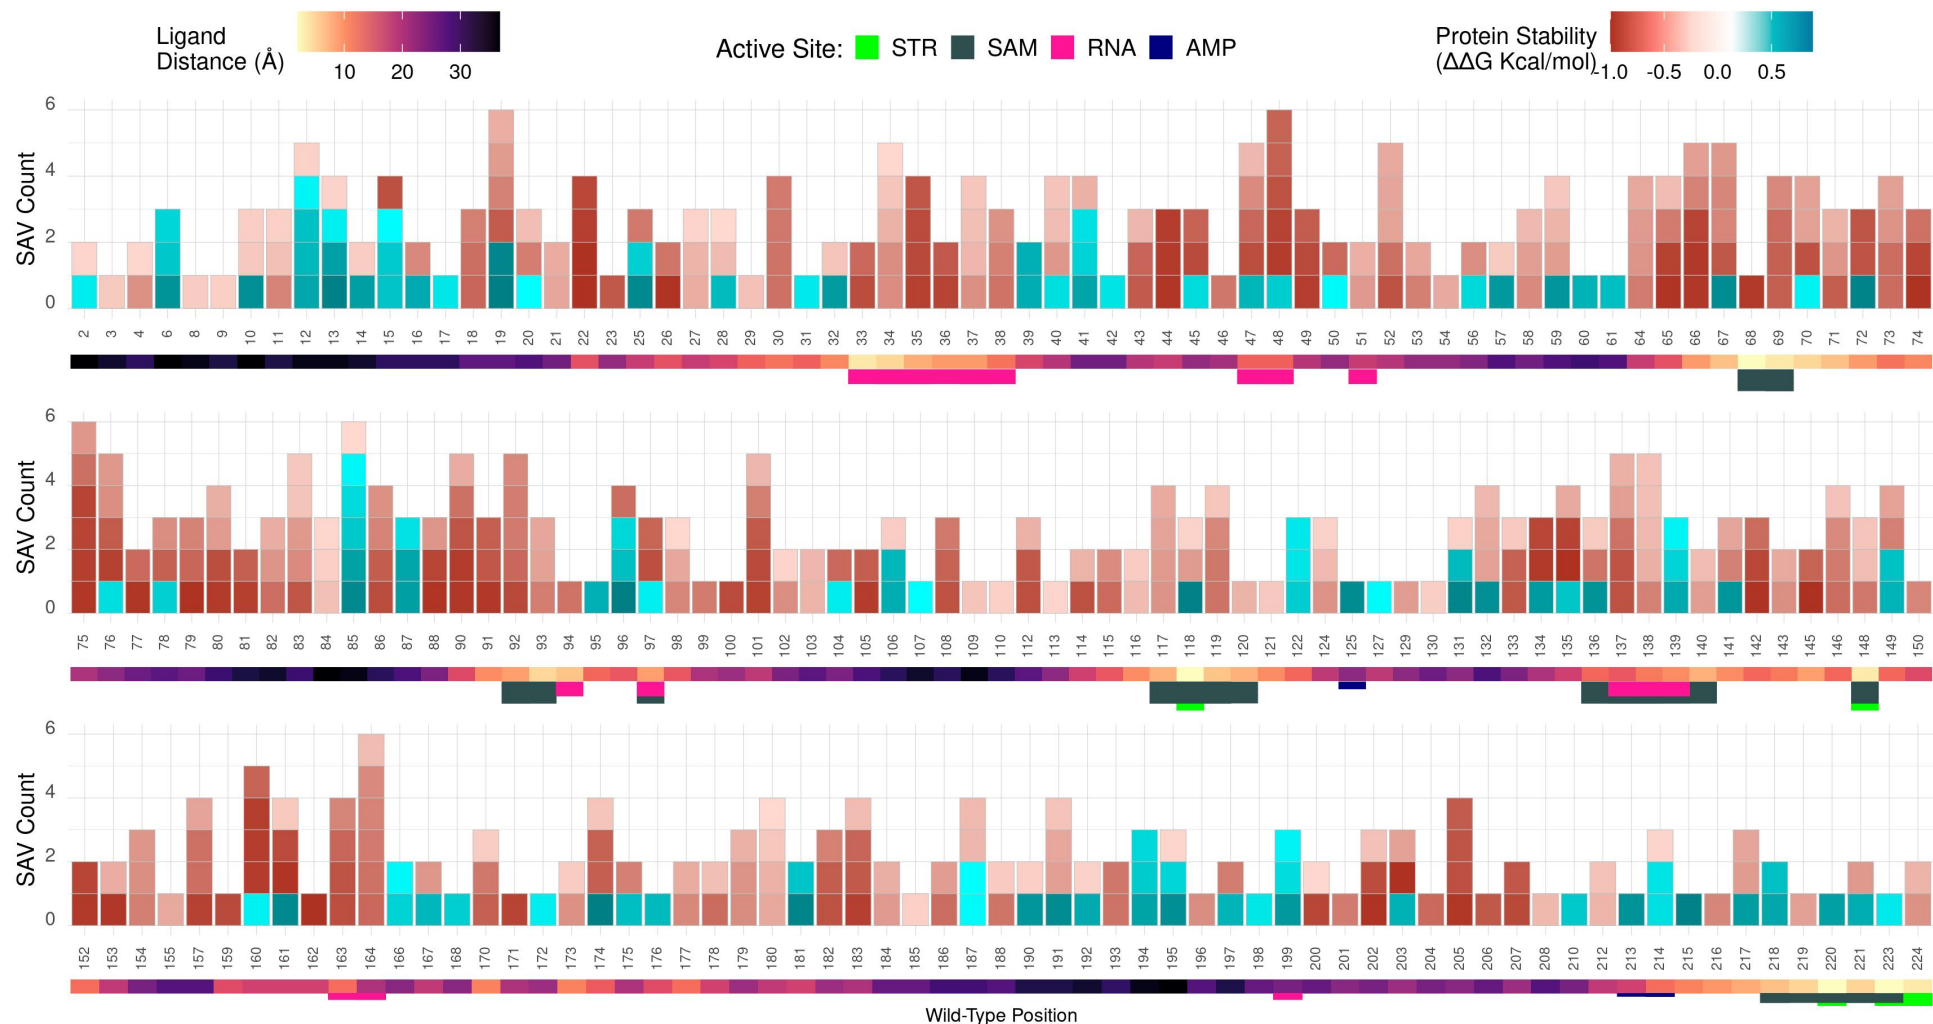 Ligand
Distance (Å)
10 20 30
Active Site: STR SAM RNA AMP
Protein Stability
(ΔΔG Kcal/mol)
-1.0 -0.5 0.0 0.5
SAV Count
6
4
2
0
2 3 4 6 8 9 10 11 12 13 14 15 16 17 18 19 20 21 22 23 25 26 27 28 29 30 31 32 33 34 35 36 37 38 39 40 41 42 43 44 45 46 47 48 49 50 51 52 53 54 56 57 58 59 60 61 64 65 66 67 68 69 70 71 72 73 74
SAV Count
6
4
2
0
75 76 77 78 79 80 81 82 83 84 85 86 87 88 90 91 92 93 94 95 96 97 98 99 100 101 102 103 104 105 106 107 108 109 110 112 113 114 115 116 117 118 119 120 121 122 124 125 127 129 130 131 132 133 134 135 136 137 138 139 140 141 142 143 145 146 148 149 150
SAV Count
6
4
2
0
152 153 154 155 157 159 160 161 162 163 164 166 167 168 170 171 172 173 174 175 176 177 178 179 180 181 182 183 184 185 186 187 188 190 191 192 193 194 195 196 197 198 199 200 201 202 203 204 205 206 207 208 210 212 213 214 215 216 217 218 219 220 221 223 224
Wild-Type Position